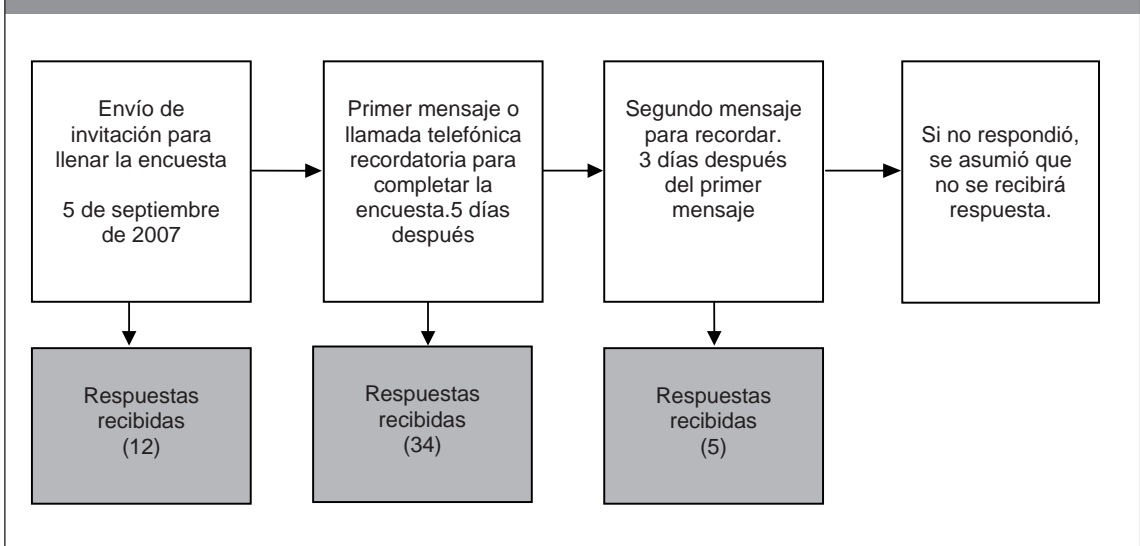 Envío de
invitación para
llenar la encuesta
5 de septiembre
de 2007
Primer mensaje o
llamada telefónica
recordatoria para
completar la
encuesta.5 días
después
Segundo mensaje
para recordar.
3 días después
del primer
mensaje
Si no respondió,
se asumió que
no se recibirá
respuesta.
Respuestas
recibidas
(12)
Respuestas
recibidas
(34)
Respuestas
recibidas
(5)